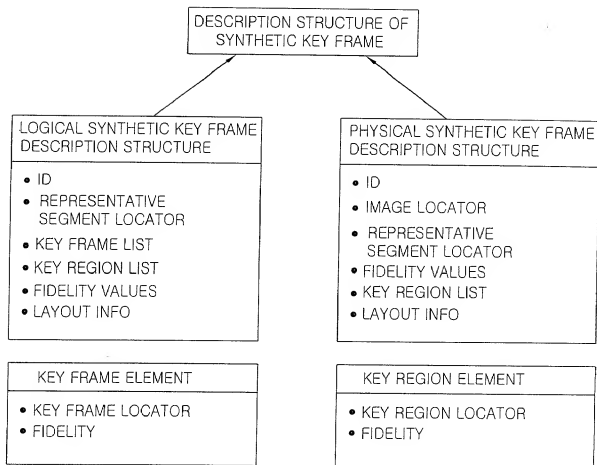 DESCRIPTION STRUCTURE OF
SYNTHETIC KEY FRAME
LOGICAL SYNTHETIC KEY FRAME
DESCRIPTION STRUCTURE
• ID
• REPRESENTATIVE
SEGMENT LOCATOR
• KEY FRAME LIST
• KEY REGION LIST
• FIDELITY VALUES
• LAYOUT INFO
PHYSICAL SYNTHETIC KEY FRAME
DESCRIPTION STRUCTURE
• ID
• IMAGE LOCATOR
• REPRESENTATIVE
SEGMENT LOCATOR
• FIDELITY VALUES
• KEY REGION LIST
• LAYOUT INFO
KEY FRAME ELEMENT
• KEY FRAME LOCATOR
• FIDELITY
KEY REGION ELEMENT
• KEY REGION LOCATOR
• FIDELITY